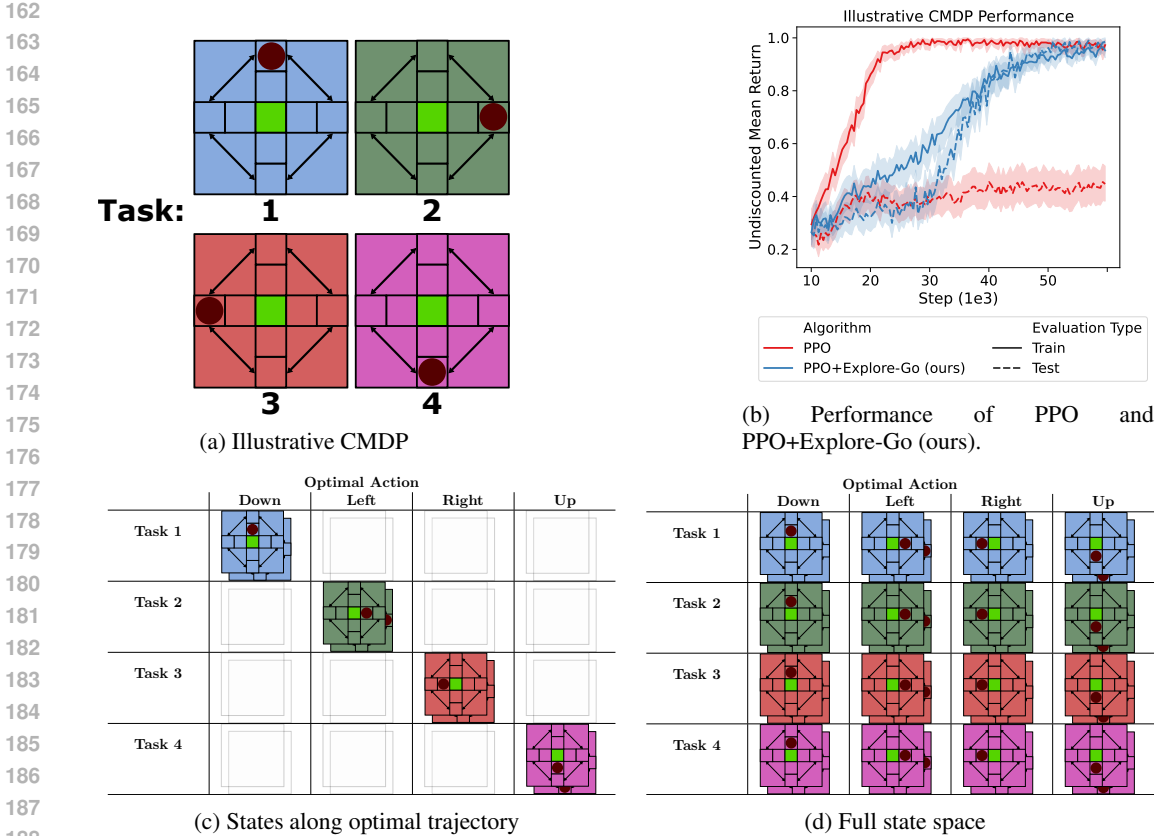 162
163
164
165
166
167
168
169
170
171
172
173
174
175
176
177
178
179
180
181
182
183
184
185
186
187
Task:
1
2
3
4
(a) Illustrative CMDP
Illustrative CMDP Performance
Undiscounted Mean Return
1.0
0.8
0.6
0.4
0.2
10
20
30
40
50
Step (1e3)
Algorithm
PPO
PPO+Explore-Go (ours)
Evaluation Type
Train
Test
(b) Performance of PPO and
PPO+Explore-Go (ours).
Optimal Action
Down Left Right Up
Task 1
Task 2
Task 3
Task 4
(c) States along optimal trajectory
Optimal Action
Down Left Right Up
Task 1
Task 2
Task 3
Task 4
(d) Full state space